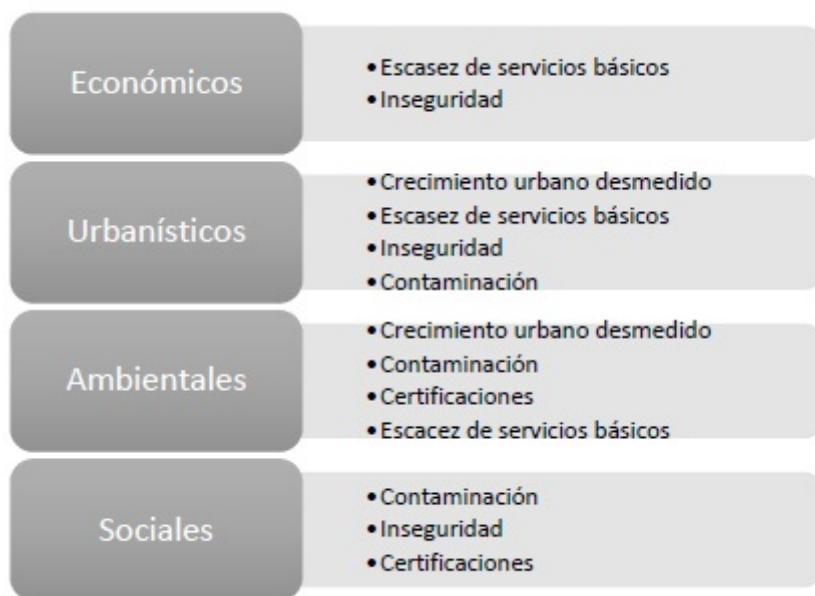 Económicos
•Escasez de servicios básicos
•Inseguridad
Urbanísticos
•Crecimiento urbano desmedido
•Escasez de servicios básicos
•Inseguridad
•Contaminación
Ambientales
•Crecimiento urbano desmedido
•Contaminación
•Certificaciones
•Escacez de servicios básicos
Sociales
•Contaminación
•Inseguridad
•Certificaciones